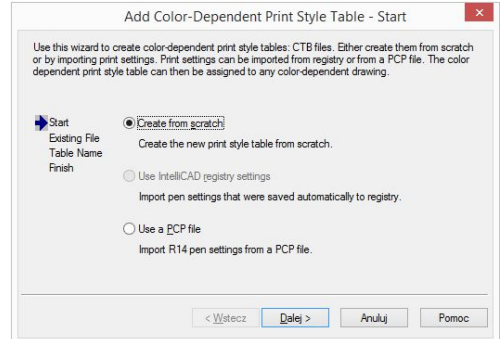 Add Color-Dependent Print Style Table - Start
Use this wizard to create color-dependent print style tables: CTB files. Either create them from scratch
or by importing print settings. Print settings can be imported from registry or from a PCP file. The color
dependent print style table can then be assigned to any color-dependent drawing.
Start
Existing File
Table Name
Finish
Create from scratch
Create the new print style table from scratch.
Use IntelliCAD registry settings
Import pen settings that were saved automatically to registry.
Use a PCP file
Import R14 pen settings from a PCP file.
< Wstecz Dalej > Anuluj Pomoc